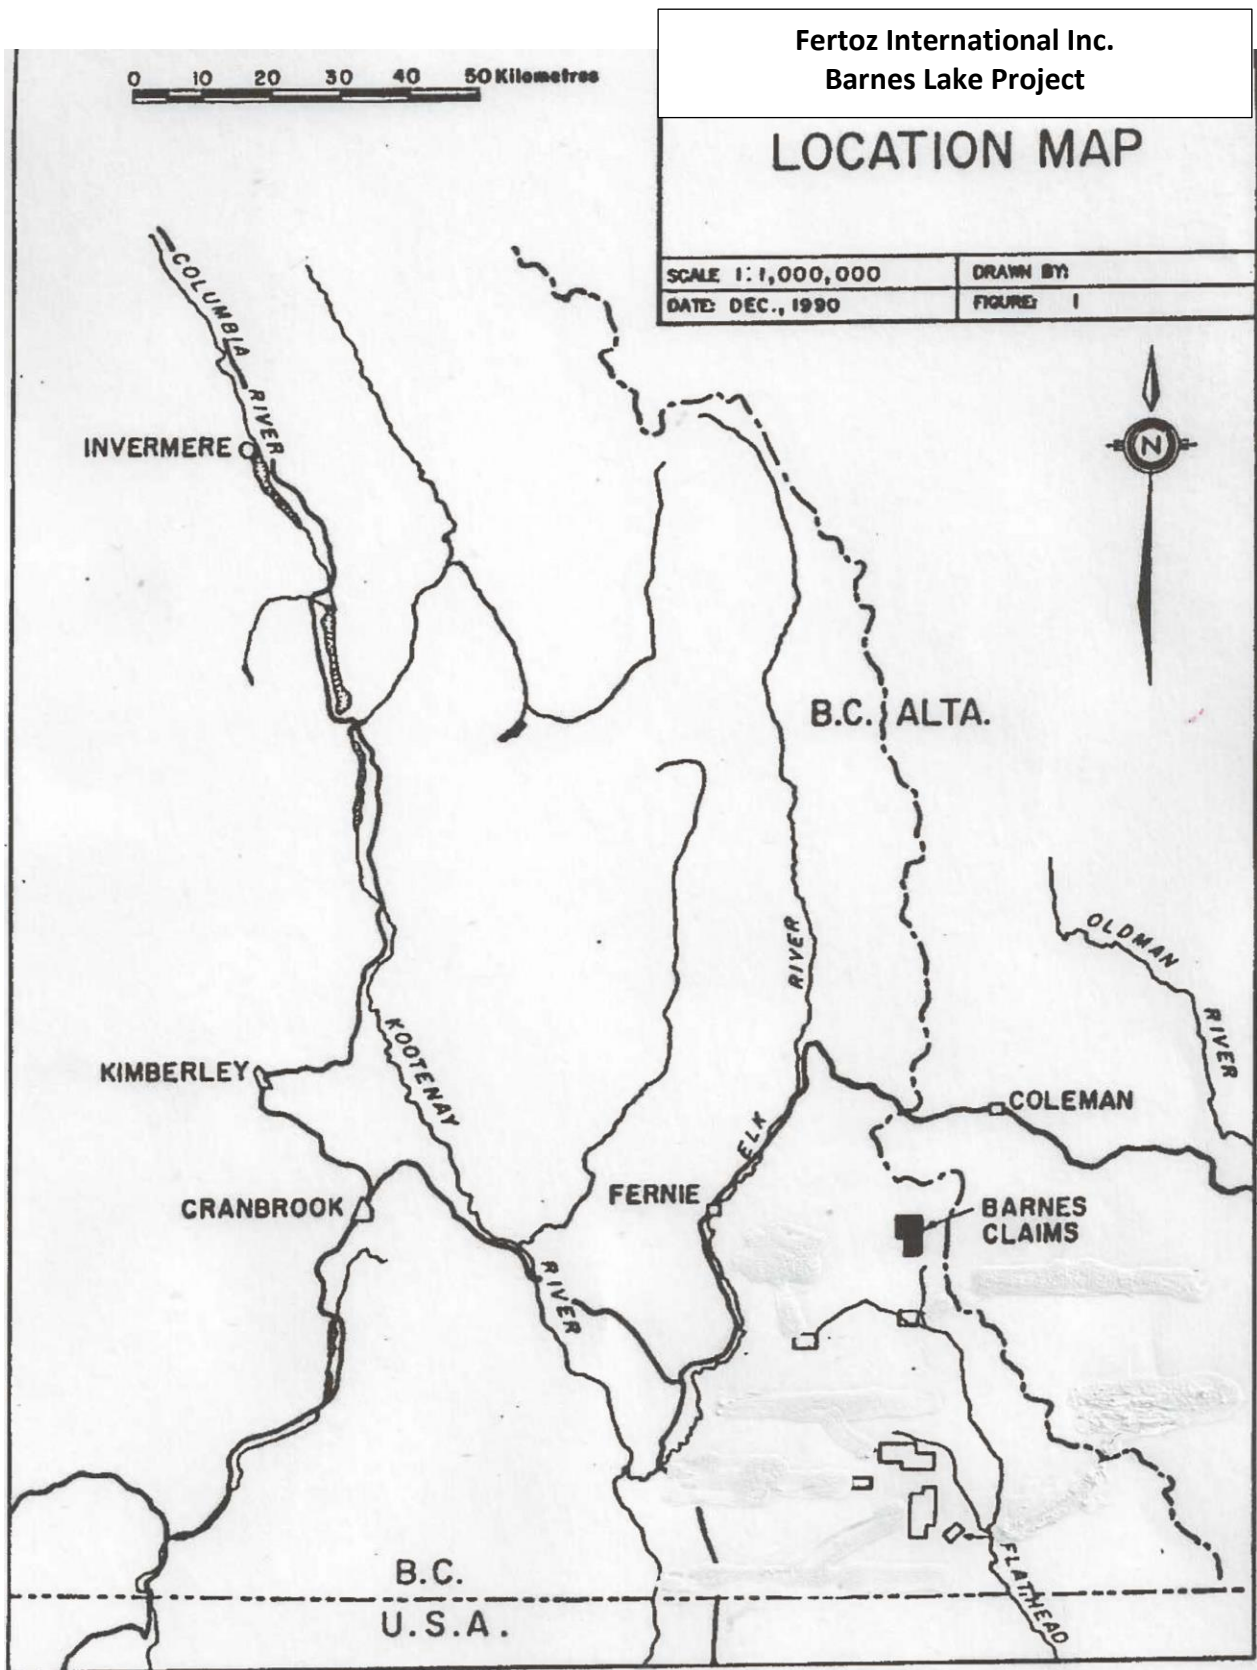 Fertoz International Inc.
Barnes Lake Project
0 10 20 30 40 50 Kilometres
LOCATION MAP
SCALE 1:1,000,000
DRAWN BY:
DATE: DEC., 1990
FIGURE: 1
COLUMBIA RIVER
INVERMERE
N
B.C. ALTA.
OLDMAN RIVER
ELK RIVER
KOOTENAY RIVER
KIMBERLEY
COLEMAN
CRANBROOK
FERNIE
BARNES
CLAIMS
FLATHEAD
B.C.
U.S.A.